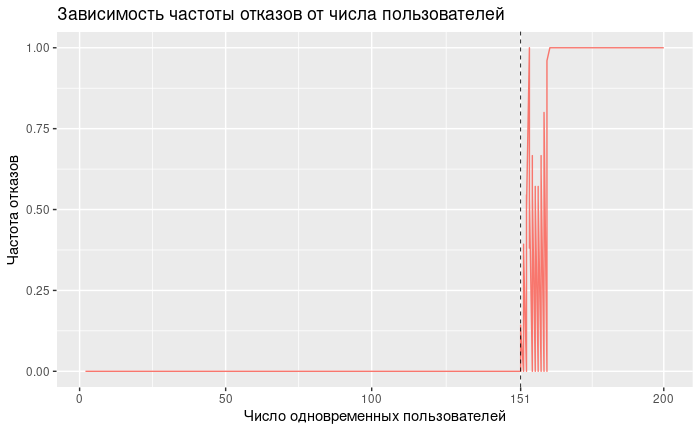 Зависимость частоты отказов от числа пользователей
Частота отказов
1.00
0.75
0.50
0.25
0.00
0 50 100 151 200
Число одновременных пользователей